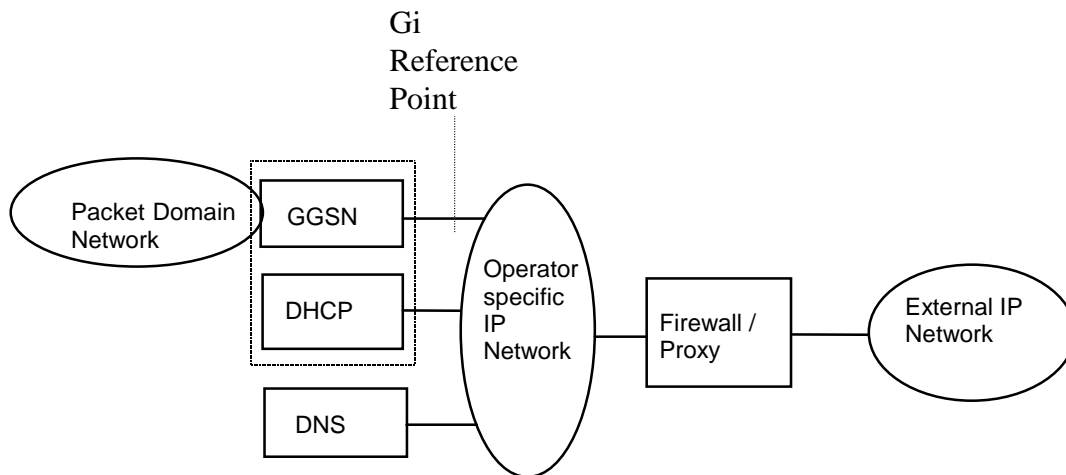 Gi
Reference
Point
Packet Domain
Network
GGSN
DHCP
DNS
Operator
specific
IP
Network
Firewall /
Proxy
External IP
Network